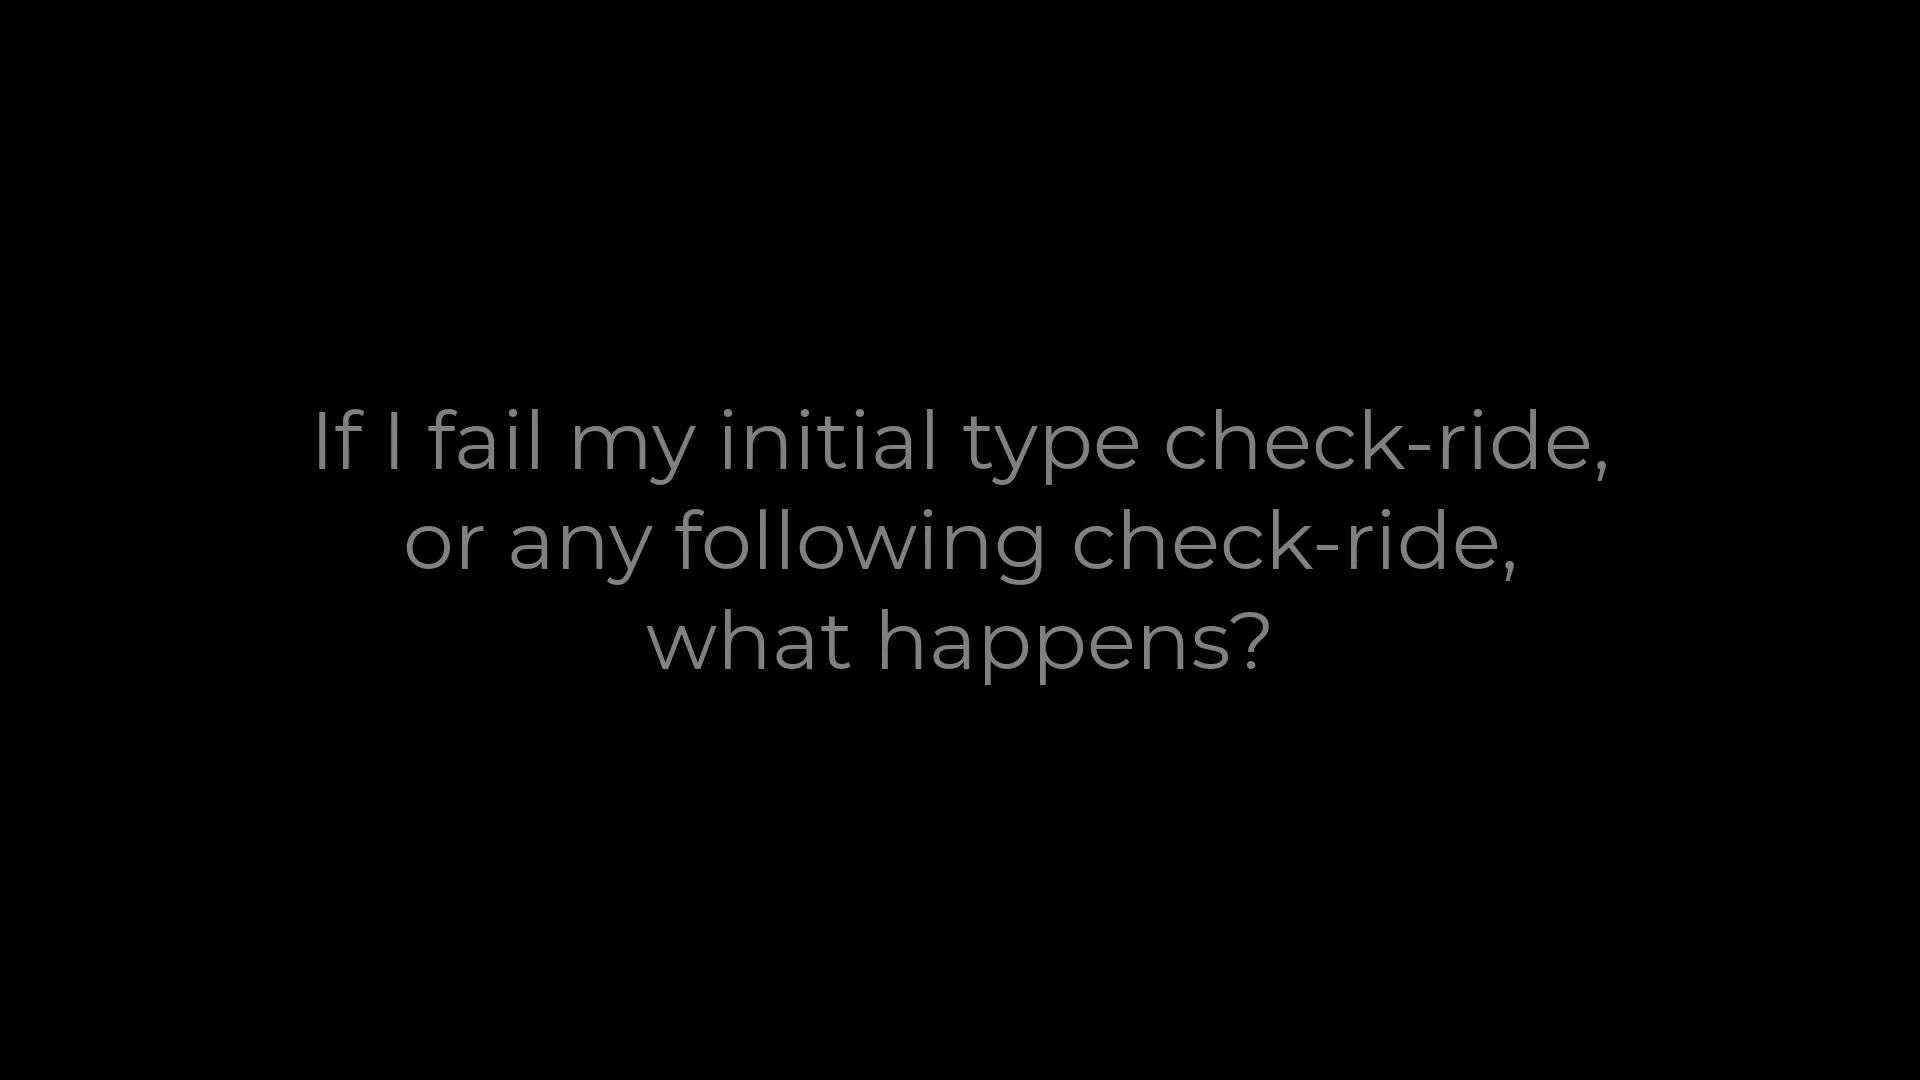 If I fail my initial type check-ride,
or any following check-ride,
what happens?